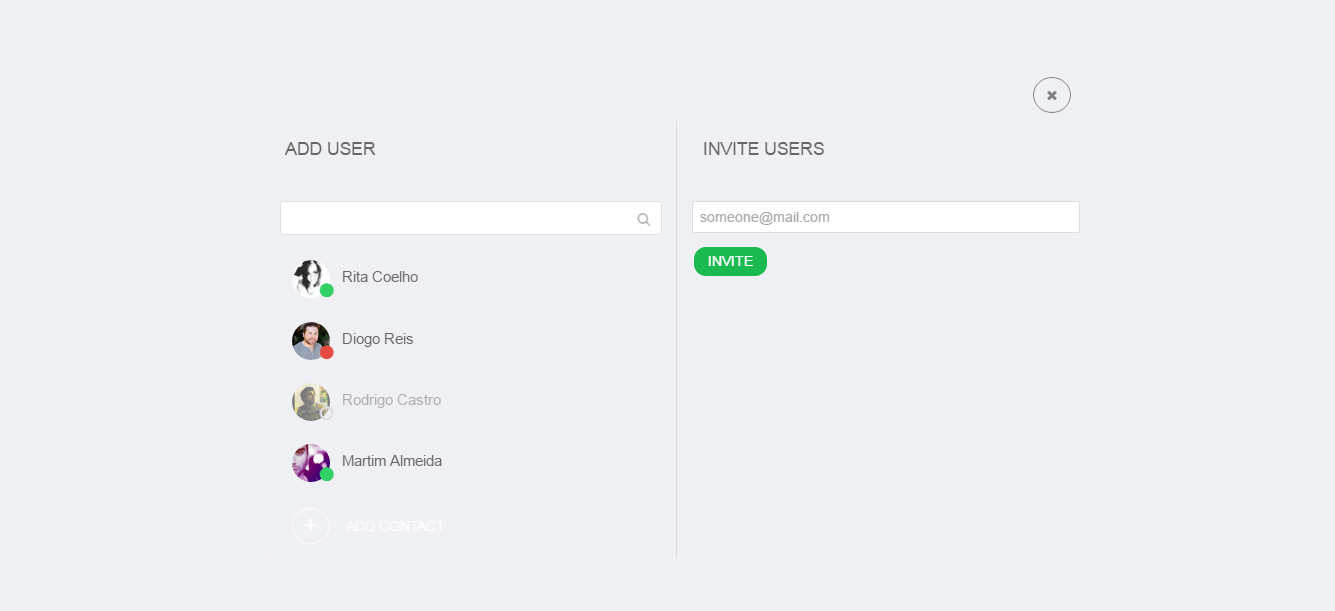 ADD USER
Rita Coelho
Diogo Reis
Rodrigo Castro
Martim Almeida
+ ADD CONTACT
INVITE USERS
someone@mail.com
INVITE